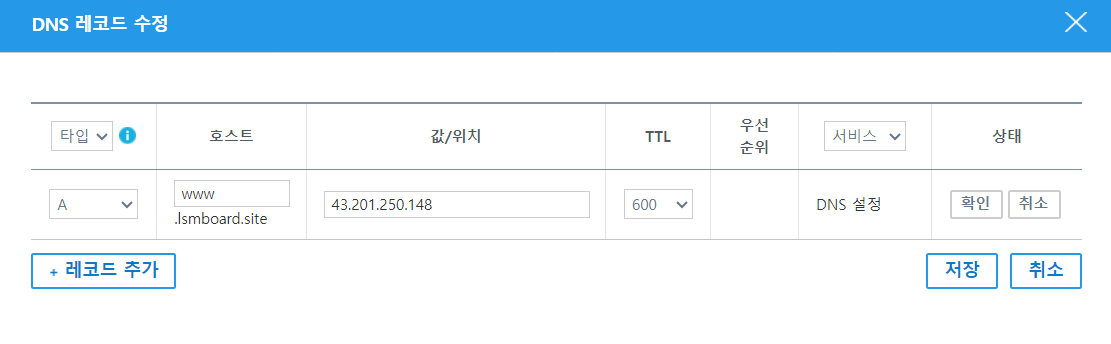 DNS 레코드 수정
타입 호스트 값/위치 TTL 우선 순위 서비스 상태
A www .lsmboard.site 43.201.250.148 600 DNS 설정 확인 취소
+ 레코드 추가 저장 취소